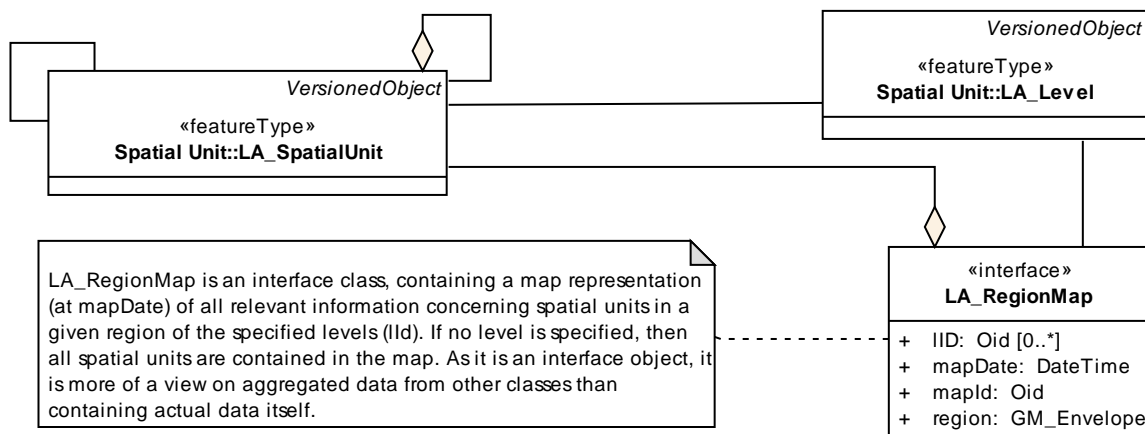 VersionedObject
«featureType»
Spatial Unit::LA_SpatialUnit
VersionedObject
«featureType»
Spatial Unit::LA_Level
LA_RegionMap is an interface class, containing a map representation
(at mapDate) of all relevant information concerning spatial units in a
given region of the specified levels (lId). If no level is specified, then
all spatial units are contained in the map. As it is an interface object, it
is more of a view on aggregated data from other classes than
containing actual data itself.
«interface»
LA_RegionMap
+ lID: Oid [0..*]
+ mapDate: DateTime
+ mapId: Oid
+ region: GM_Envelope